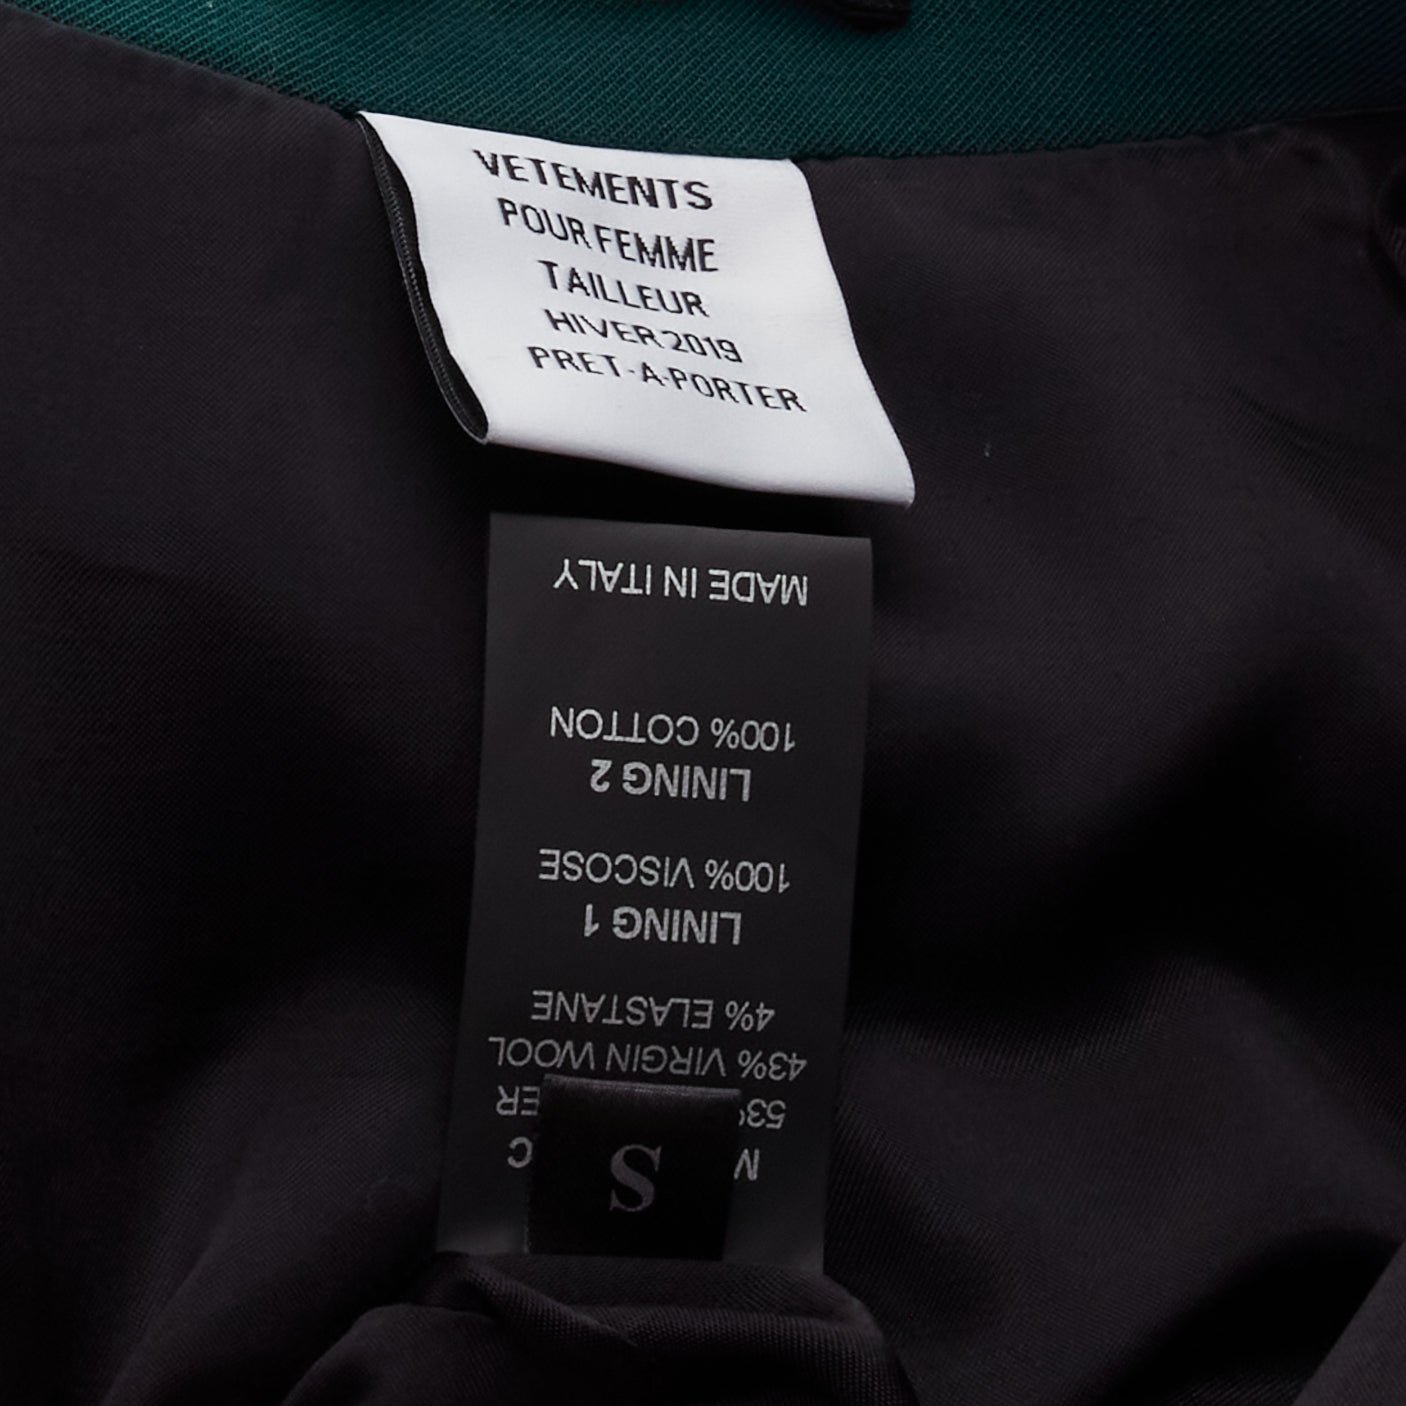 VETEMENTS
POUR FEMME
TAILLEUR
HIVER 2019
PRET-A-PORTER
S
43% VIRGIN WOOL
4% ELASTANE
LINING 1
100% VISCOSE
LINING 2
100% COTTON
MADE IN ITALY